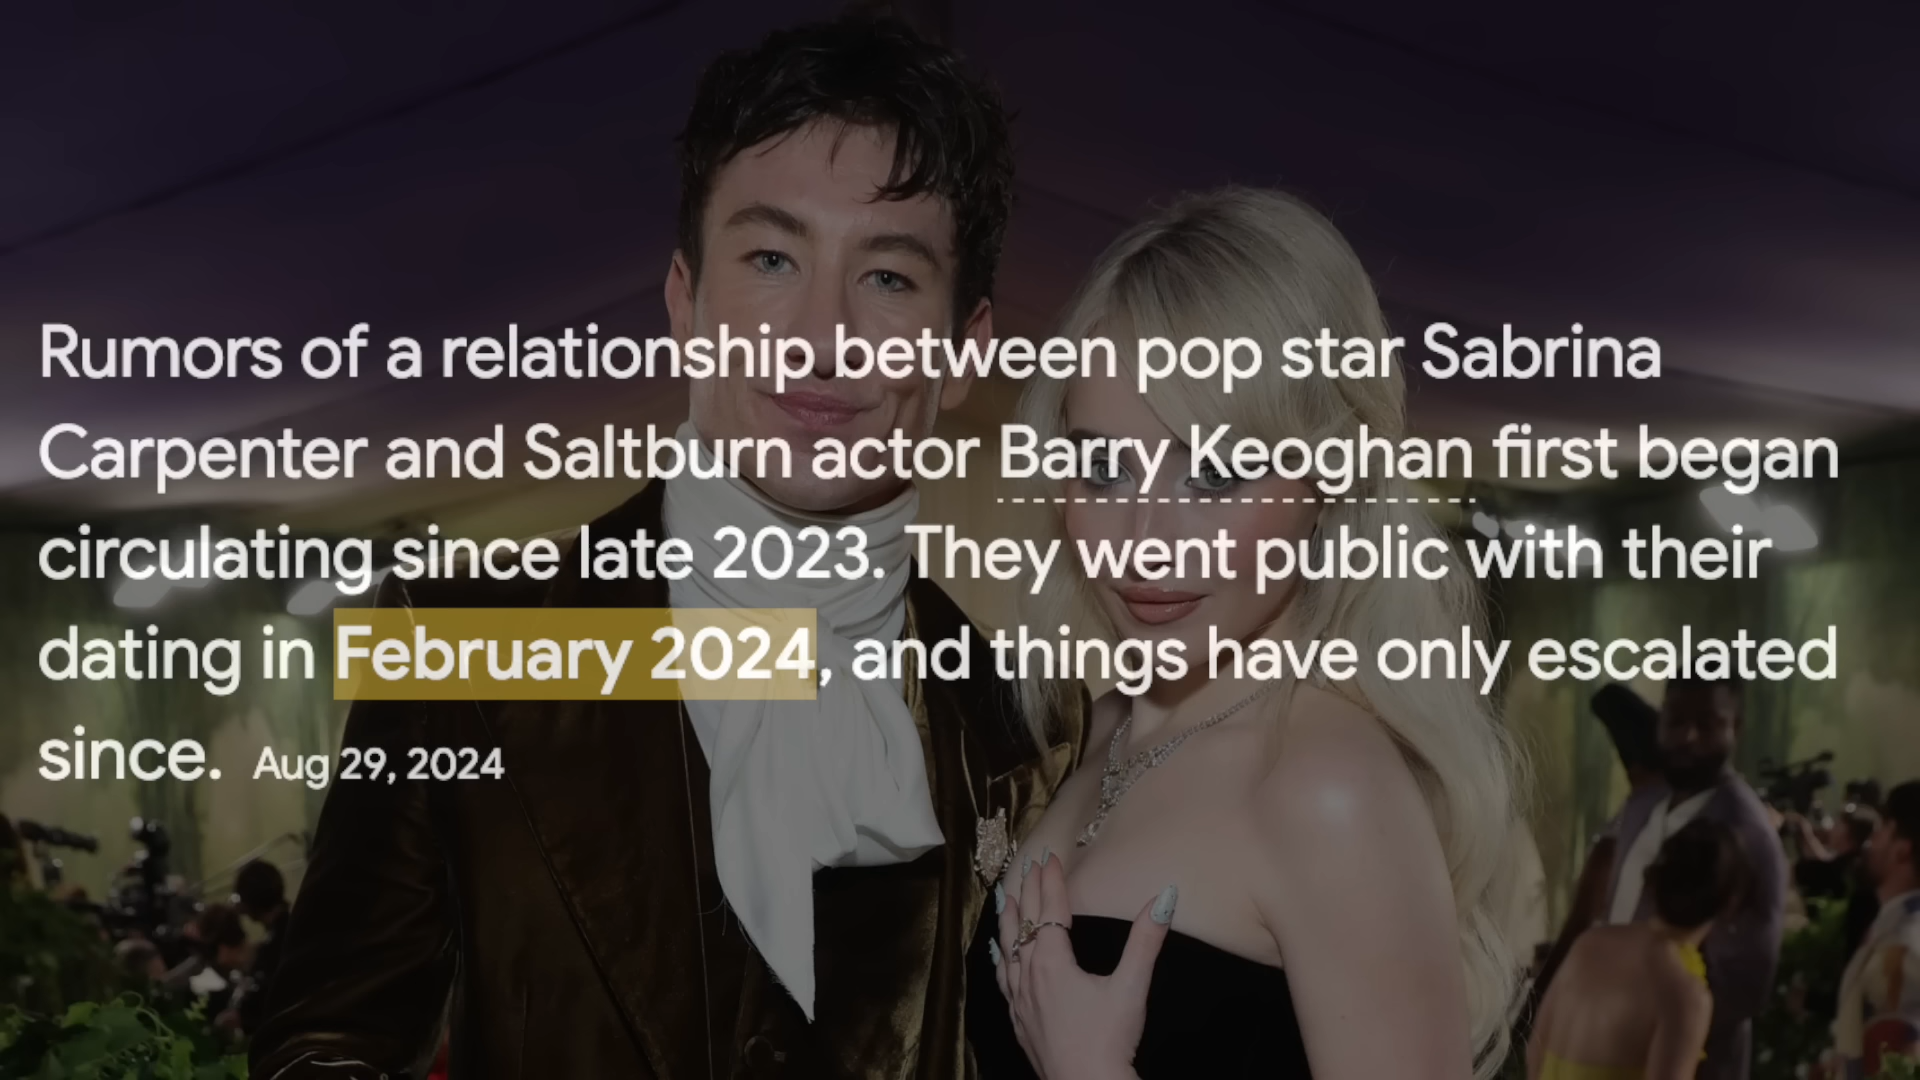 Rumors of a relationship between pop star Sabrina
Carpenter and Saltburn actor Barry Keoghan first began
circulating since late 2023. They went public with their
dating in February 2024, and things have only escalated
since. Aug 29, 2024